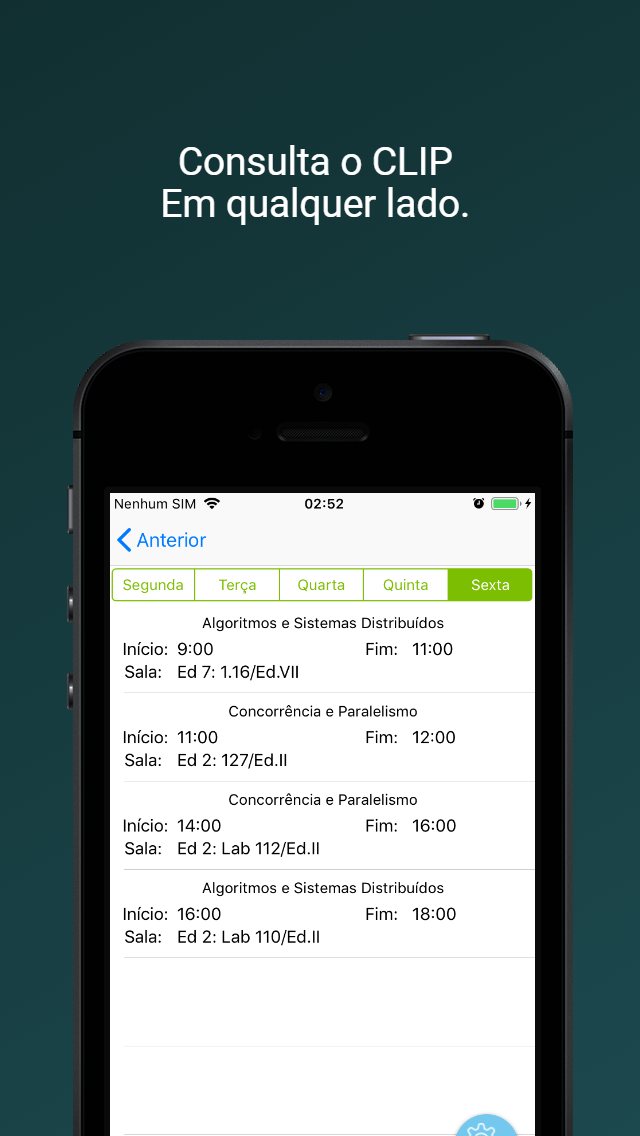 Consulta o CLIP
Em qualquer lado.
Nenhum SIM 02:52
Anterior
Segunda Terça Quarta Quinta Sexta
Algoritmos e Sistemas Distribuídos
Início: 9:00 Fim: 11:00
Sala: Ed 7: 1.16/Ed.VII
Concorrência e Paralelismo
Início: 11:00 Fim: 12:00
Sala: Ed 2: 127/Ed.II
Concorrência e Paralelismo
Início: 14:00 Fim: 16:00
Sala: Ed 2: Lab 112/Ed.II
Algoritmos e Sistemas Distribuídos
Início: 16:00 Fim: 18:00
Sala: Ed 2: Lab 110/Ed.II